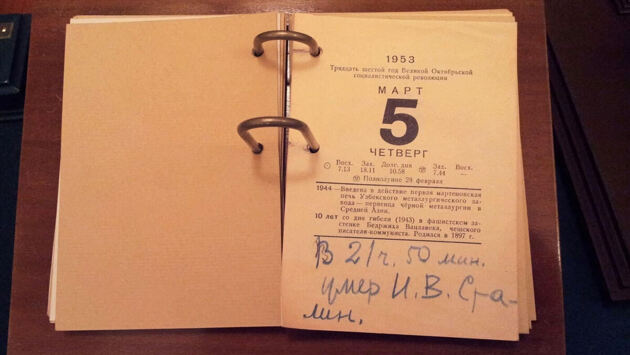 1953
Тридцать шестой год Великой Октябрьской
социалистической революции
МАРТ
5
ЧЕТВЕРГ
Восх. Зах. Долг. дня Зах. Восх.
7.13 18.11 10.58 7.44 —
Полнолуние 28 февраля
1944 — Введена в действие первая мартеновская
печь Узбекского металлургического за-
вода — первенца чёрной металлургии в
Средней Азии.
10 лет со дня гибели (1943) в фашистском за-
стенке Бедржиха Вацлавека, чешского
писателя-коммуниста. Родился в 1897 г.
В 21 ч. 50 мин.
умер И. В. Ста-
лин.